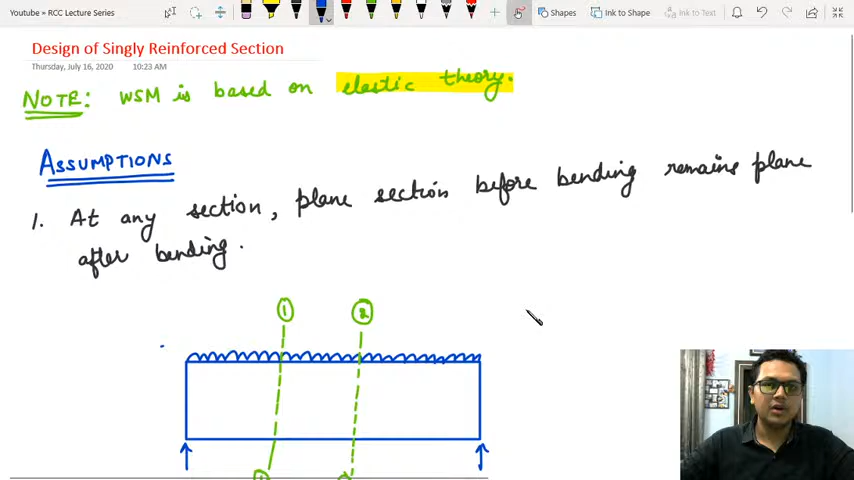 Youtube » RCC Lecture Series
Shapes
Ink to Shape
Ink to Text
Design of Singly Reinforced Section
Thursday, July 16, 2020 10:23 AM
NOTE: WSM is based on elastic theory.
ASSUMPTIONS
1. At any section, plane section before bending remains plane
after bending.
1 2